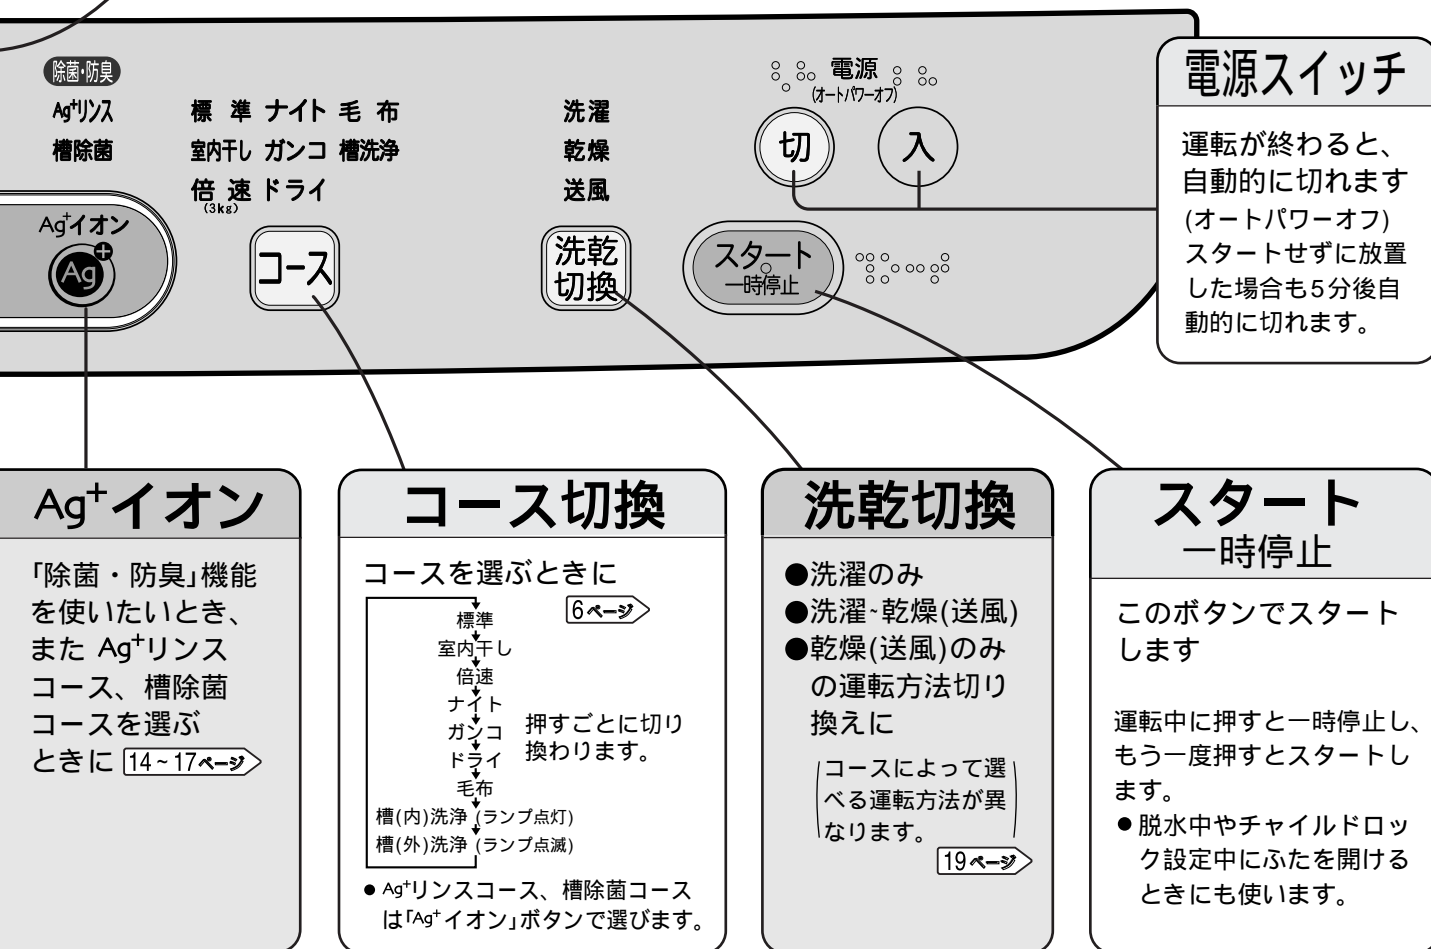 除菌・防臭
Ag⁺リンス
槽除菌
Ag⁺イオン
Ag
標 準 ナイト 毛 布
室内干し ガンコ 槽洗浄
倍 速 ドライ
(3kg)
コース
洗濯
乾燥
送風
洗乾
切換
電源
(オートパワーオフ)
切
入
スタート
一時停止
電源スイッチ
運転が終わると、
自動的に切れます
(オートパワーオフ)
スタートせずに放置
した場合も5分後自
動的に切れます。
Ag⁺イオン
「除菌・防臭」機能
を使いたいとき、
また Ag⁺リンス
コース、槽除菌
コースを選ぶ
ときに 14~17ページ
コース切換
コースを選ぶときに
6ページ
標準
室内干し
倍速
ナイト
ガンコ
ドライ
毛布
槽(内)洗浄 (ランプ点灯)
槽(外)洗浄 (ランプ点滅)
押すごとに切り
換わります。
● Ag⁺リンスコース、槽除菌コース
は「Ag⁺イオン」ボタンで選びます。
洗乾切換
●洗濯のみ
●洗濯~乾燥(送風)
●乾燥(送風)のみ
の運転方法切り
換えに
(コースによって選
べる運転方法が異
なります。)
19ページ
スタート
一時停止
このボタンでスタート
します
運転中に押すと一時停止し、
もう一度押すとスタートし
ます。
● 脱水中やチャイルドロッ
ク設定中にふたを開ける
ときにも使います。